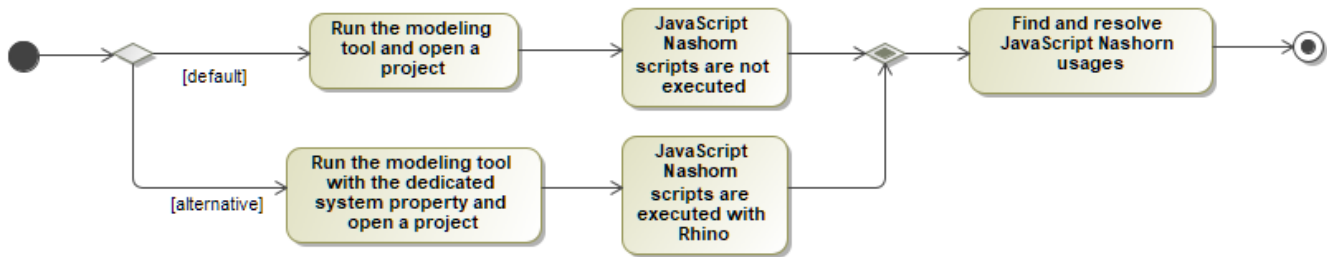 Run the modeling
tool and open a
project
[default]
JavaScript
Nashorn
scripts are not
executed
Find and resolve
JavaScript Nashorn
usages
Run the modeling tool
with the dedicated
system property and
open a project
[alternative]
JavaScript
Nashorn
scripts are
executed with
Rhino